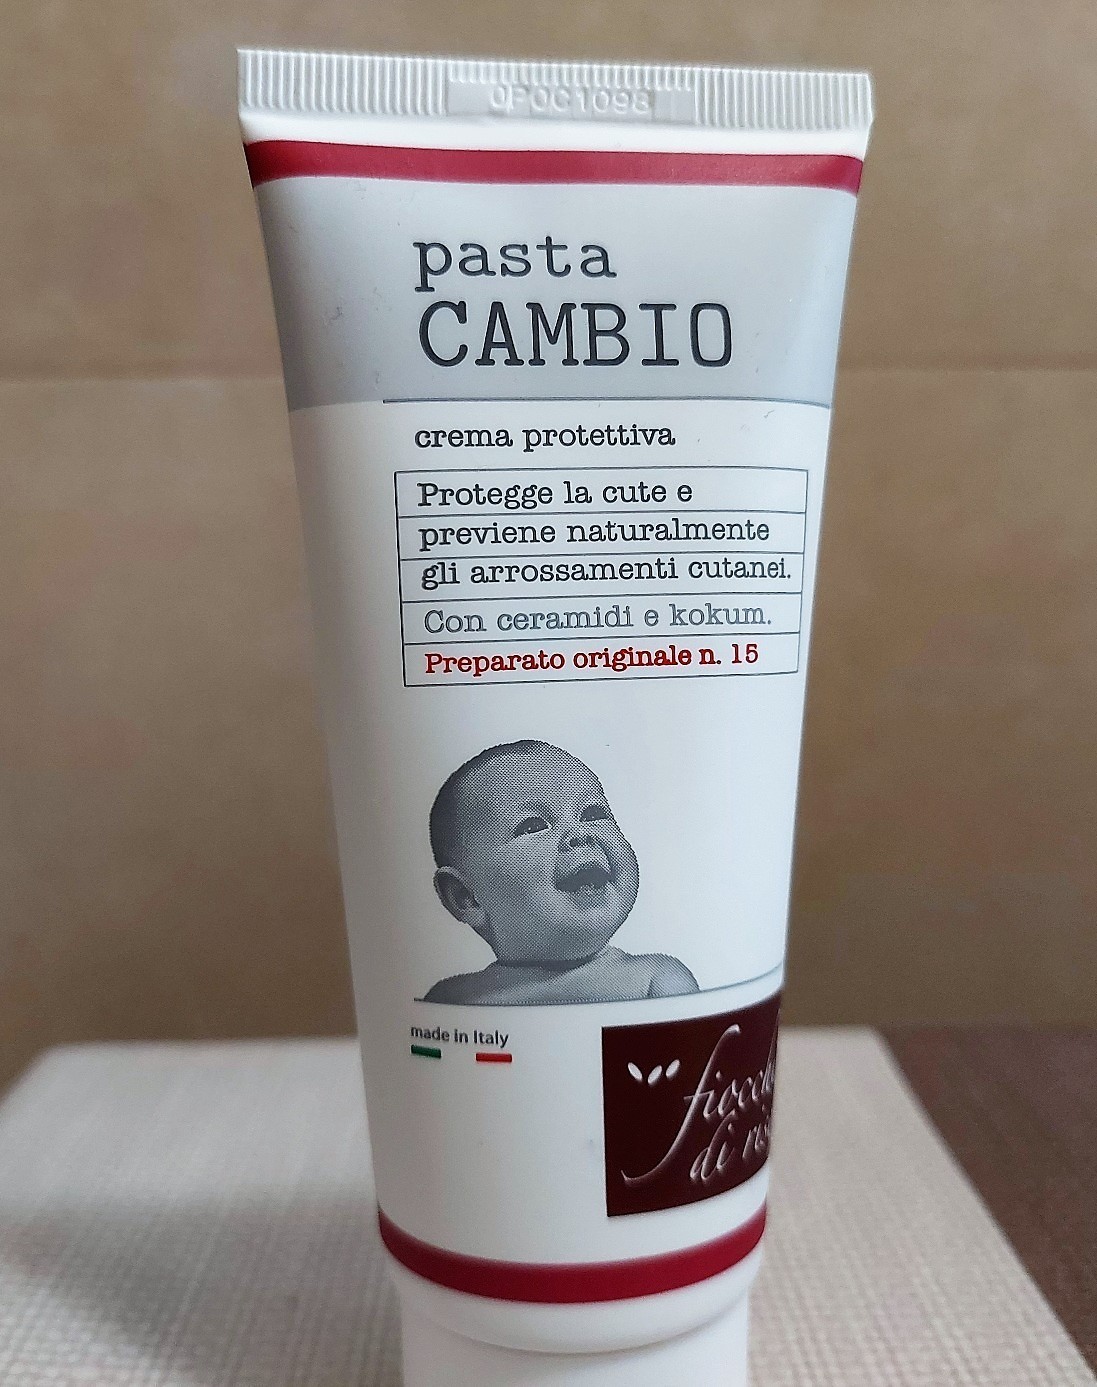 pasta
CAMBIO
crema protettiva
Protegge la cute e
previene naturalmente
gli arrossamenti cutanei.
Con ceramidi e kokum.
Preparato originale n. 15
made in Italy
di